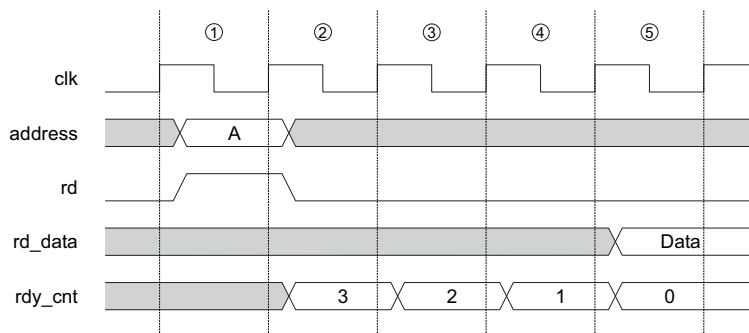 ① ② ③ ④ ⑤
clk
address A
rd
rd_data Data
rdy_cnt 3 2 1 0